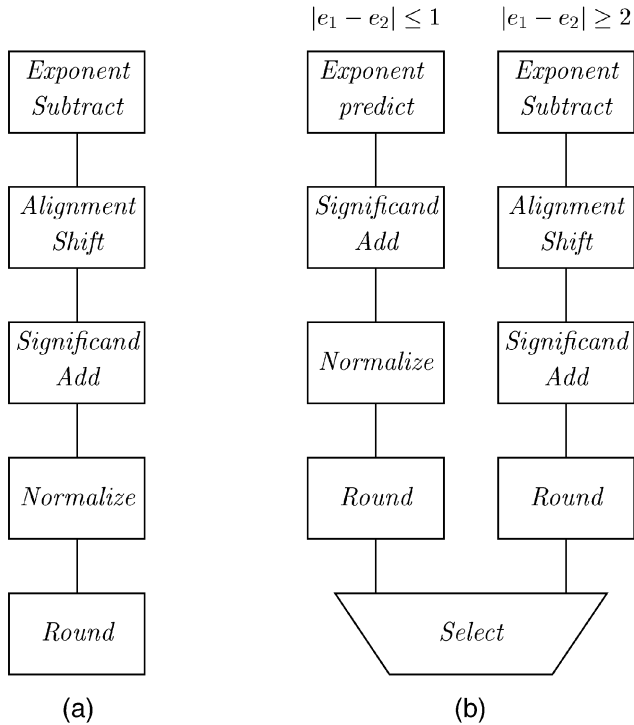 |e₁ − e₂| ≤ 1
|e₁ − e₂| ≥ 2
Exponent
Subtract
Alignment
Shift
Significand
Add
Normalize
Round
(a)
Exponent
predict
Significand
Add
Normalize
Round
Exponent
Subtract
Alignment
Shift
Significand
Add
Round
Select
(b)